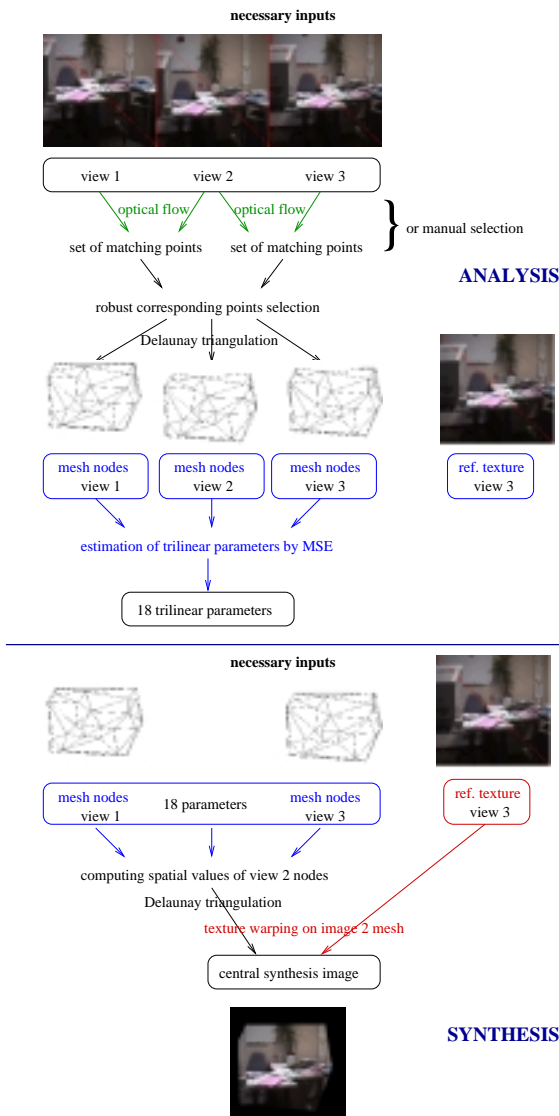 necessary inputs
view 1 view 2 view 3
optical flow optical flow
or manual selection
set of matching points set of matching points
ANALYSIS
robust corresponding points selection
Delaunay triangulation
mesh nodes mesh nodes mesh nodes ref. texture
view 1 view 2 view 3 view 3
estimation of trilinear parameters by MSE
18 trilinear parameters
necessary inputs
mesh nodes 18 parameters mesh nodes ref. texture
view 1 view 3 view 3
computing spatial values of view 2 nodes
Delaunay triangulation
texture warping on image 2 mesh
central synthesis image
SYNTHESIS